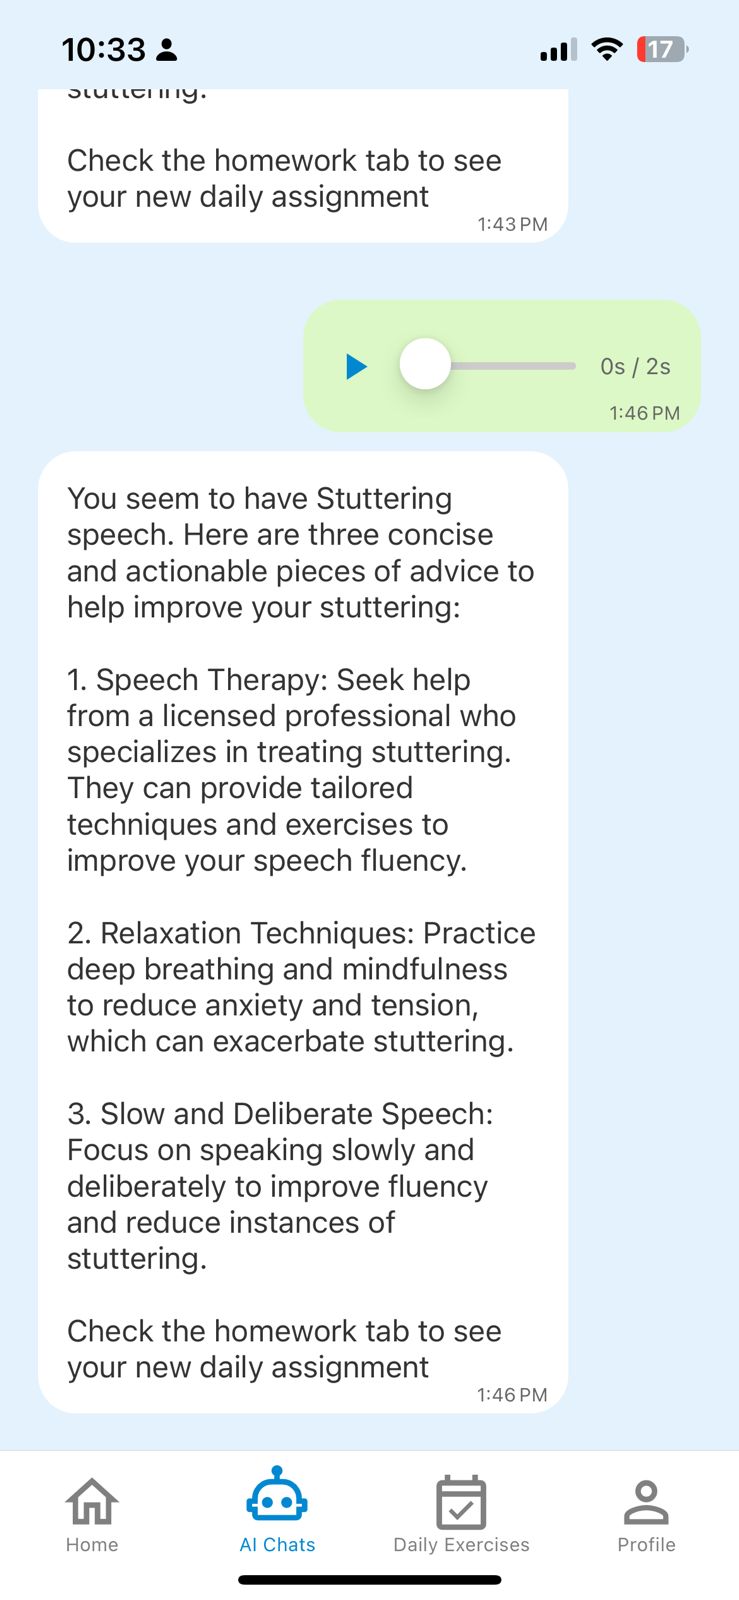 10:33
17
stuttering.
Check the homework tab to see
your new daily assignment
1:43 PM
0s / 2s
1:46 PM
You seem to have Stuttering
speech. Here are three concise
and actionable pieces of advice to
help improve your stuttering:
1. Speech Therapy: Seek help
from a licensed professional who
specializes in treating stuttering.
They can provide tailored
techniques and exercises to
improve your speech fluency.
2. Relaxation Techniques: Practice
deep breathing and mindfulness
to reduce anxiety and tension,
which can exacerbate stuttering.
3. Slow and Deliberate Speech:
Focus on speaking slowly and
deliberately to improve fluency
and reduce instances of
stuttering.
Check the homework tab to see
your new daily assignment
1:46 PM
Home
AI Chats
Daily Exercises
Profile